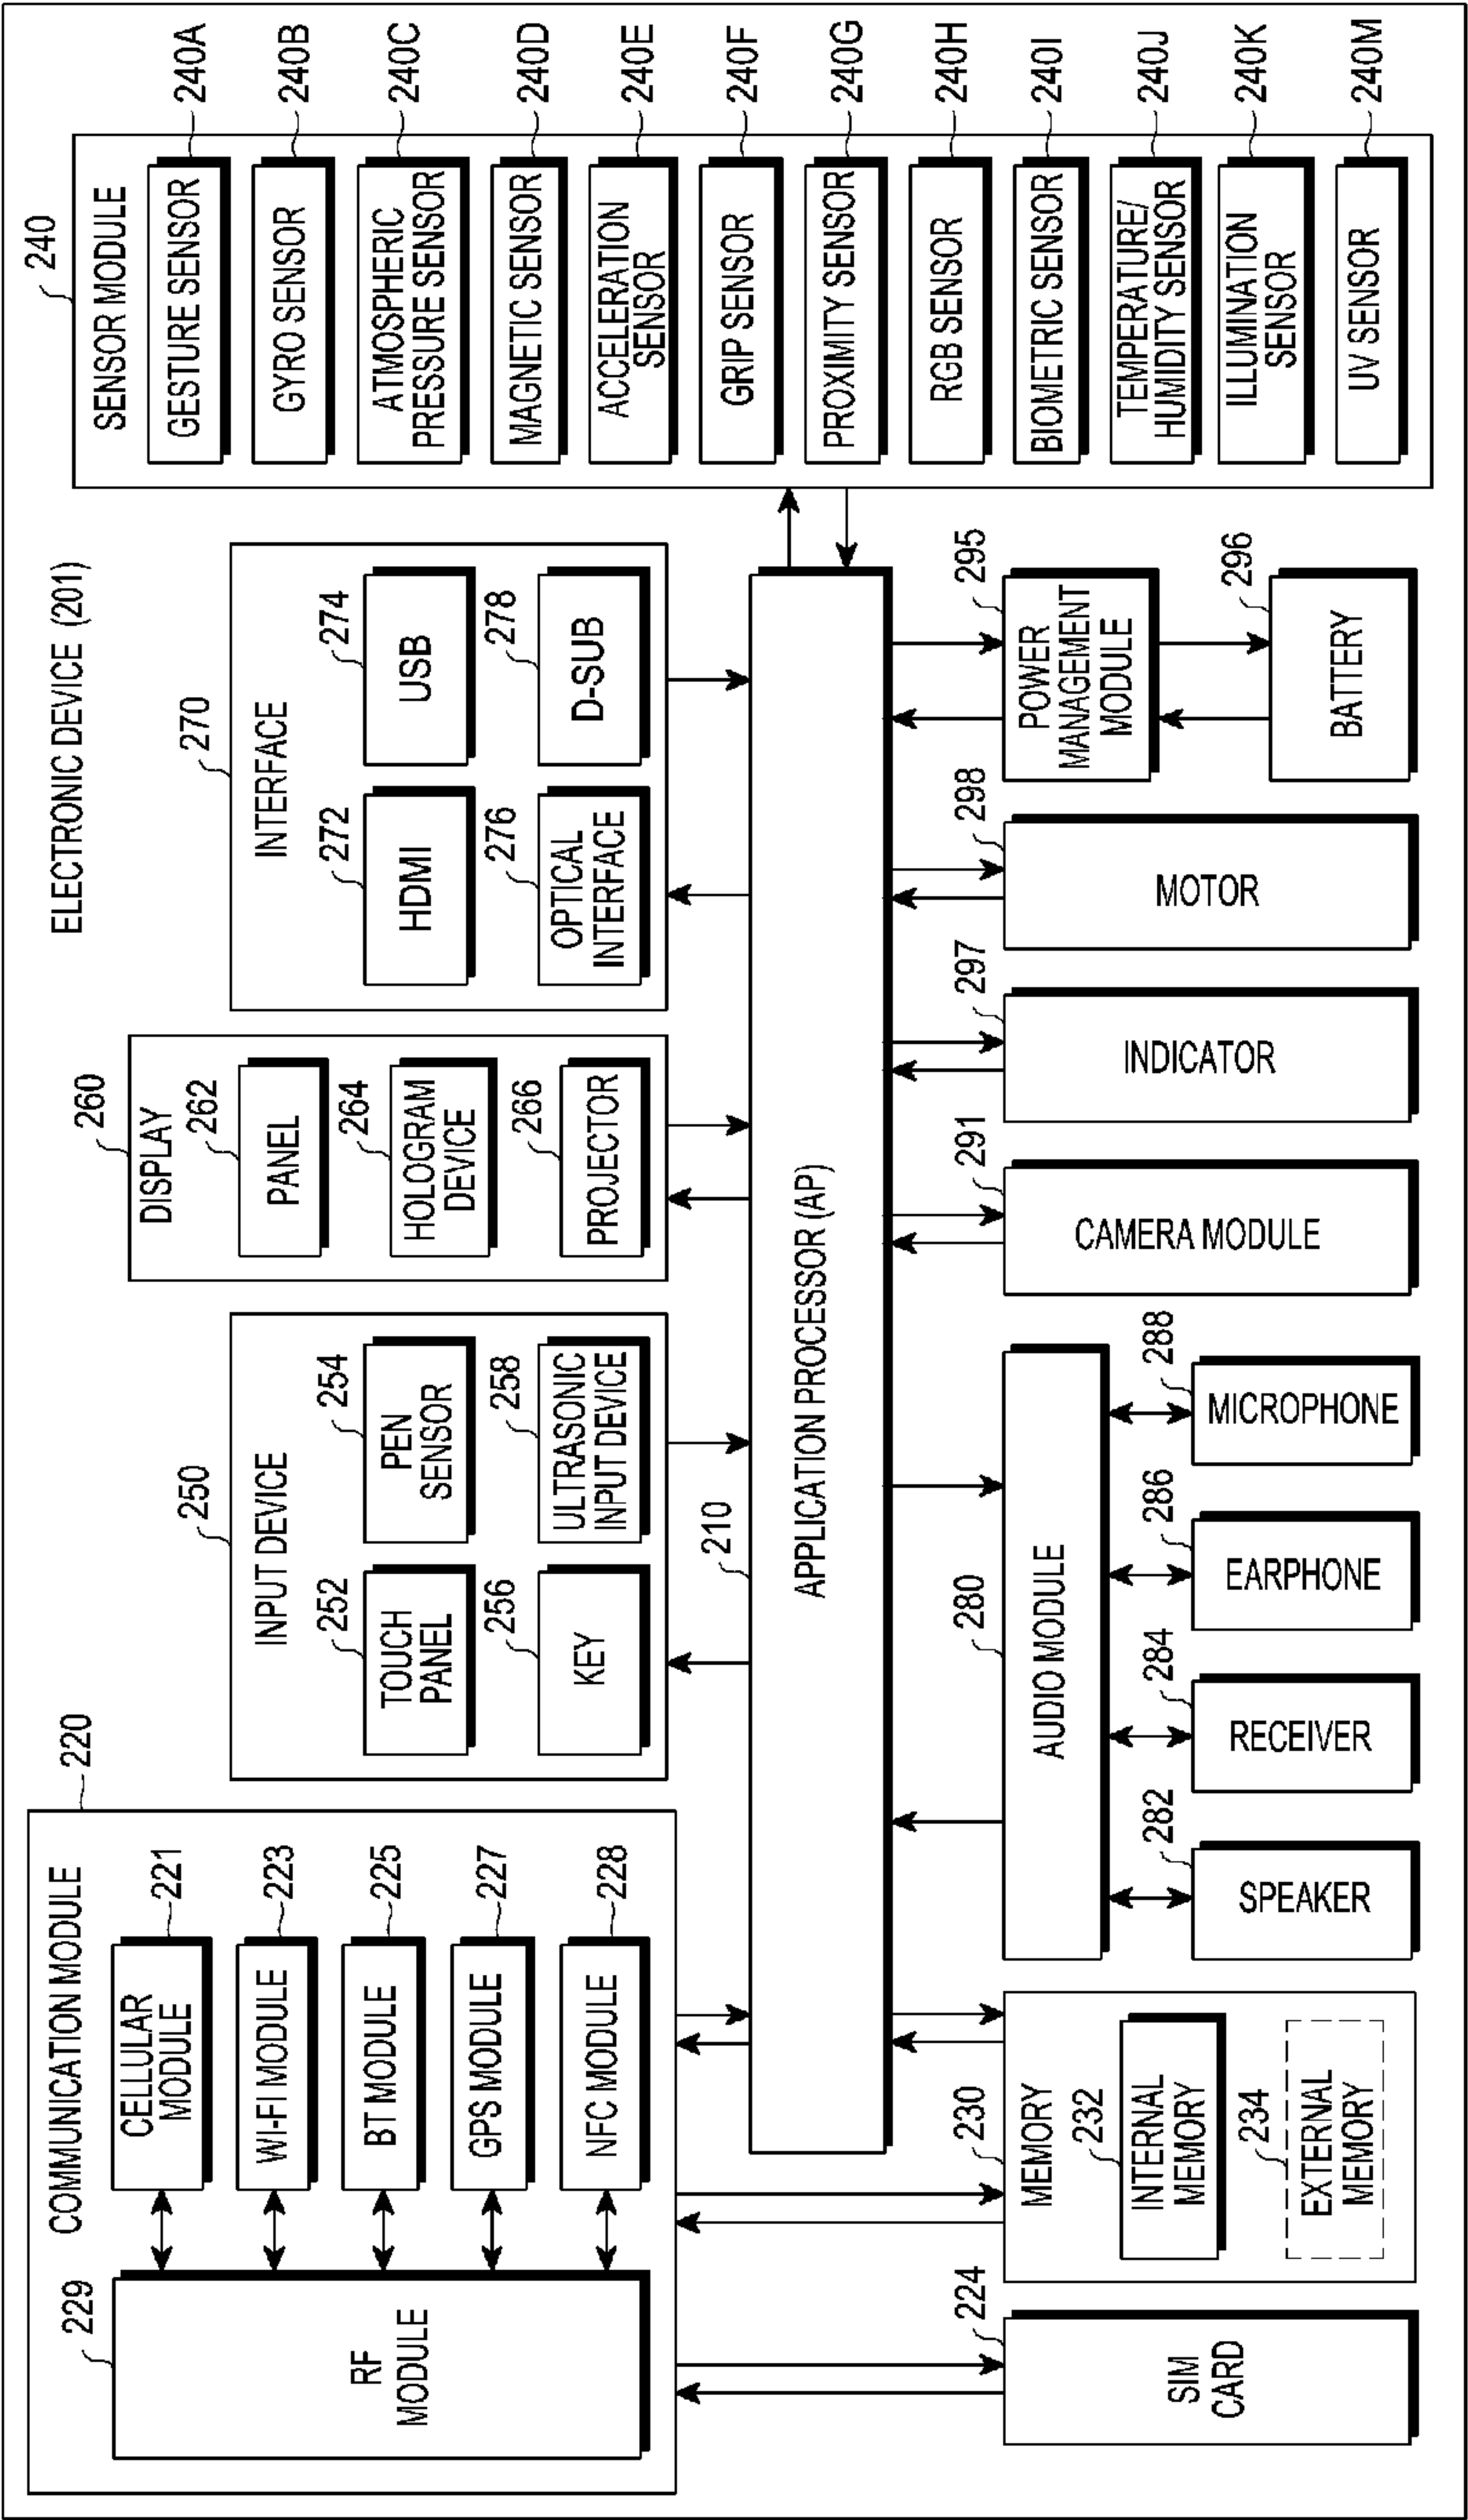 ELECTRONIC DEVICE (201)
220
COMMUNICATION MODULE
229
RF
MODULE
CELLULAR
MODULE
221
WI-FI MODULE
223
BT MODULE
225
GPS MODULE
227
NFC MODULE
228
250
INPUT DEVICE
252
TOUCH
PANEL
254
PEN
SENSOR
256
KEY
258
ULTRASONIC
INPUT DEVICE
260
DISPLAY
262
PANEL
264
HOLOGRAM
DEVICE
266
PROJECTOR
270
INTERFACE
272
HDMI
274
USB
276
OPTICAL
INTERFACE
278
D-SUB
240
SENSOR MODULE
GESTURE SENSOR
240A
GYRO SENSOR
240B
ATMOSPHERIC
PRESSURE SENSOR
240C
MAGNETIC SENSOR
240D
ACCELERATION
SENSOR
240E
GRIP SENSOR
240F
PROXIMITY SENSOR
240G
RGB SENSOR
240H
BIOMETRIC SENSOR
240I
TEMPERATURE/
HUMIDITY SENSOR
240J
ILLUMINATION
SENSOR
240K
UV SENSOR
240M
210
APPLICATION PROCESSOR (AP)
224
SIM
CARD
230
MEMORY
232
INTERNAL
MEMORY
234
EXTERNAL
MEMORY
280
AUDIO MODULE
282
SPEAKER
284
RECEIVER
286
EARPHONE
288
MICROPHONE
291
CAMERA MODULE
297
INDICATOR
298
MOTOR
295
POWER
MANAGEMENT
MODULE
296
BATTERY